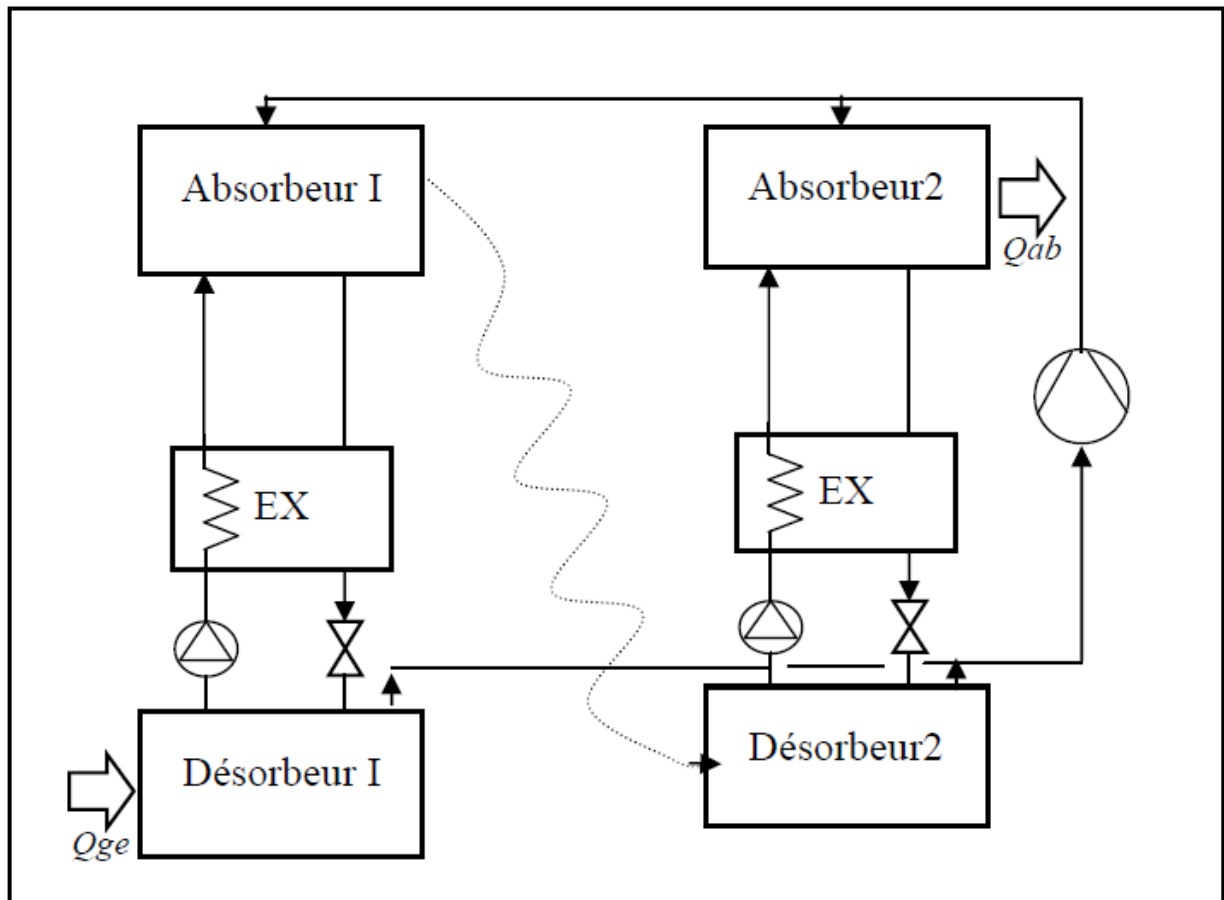 Absorbeur I
Absorbeur2
Qab
EX
EX
Désorbeur I
Désorbeur2
Qge